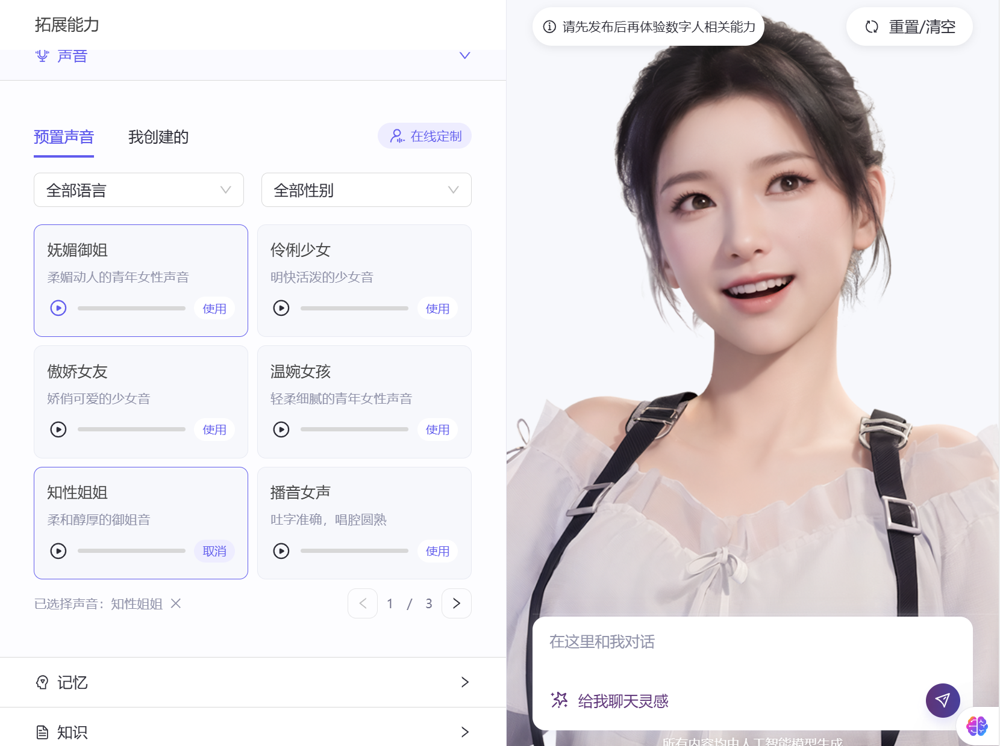 拓展能力
声音
预置声音
我创建的
在线定制
全部语言
全部性别
妩媚御姐
柔媚动人的青年女性声音
使用
伶俐少女
明快活泼的少女音
使用
傲娇女友
娇俏可爱的少女音
使用
温婉女孩
轻柔细腻的青年女性声音
使用
知性姐姐
柔和醇厚的御姐音
取消
播音女声
吐字准确，唱腔圆熟
使用
已选择声音：知性姐姐
1 / 3
记忆
知识
请先发布后再体验数字人相关能力
重置/清空
在这里和我对话
给我聊天灵感
所有内容均由人工智能模型生成